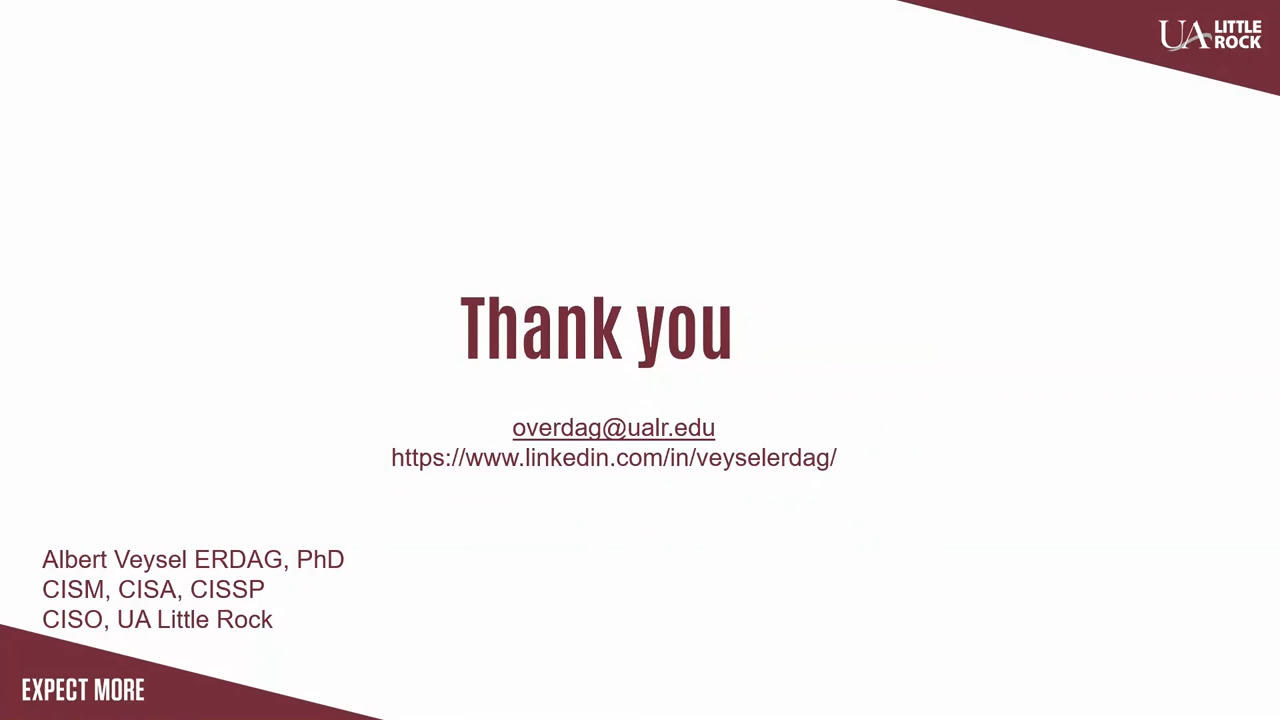 UA LITTLE
ROCK
Thank you
overdag@ualr.edu
https://www.linkedin.com/in/veyselerdag/
Albert Veysel ERDAG, PhD
CISM, CISA, CISSP
CISO, UA Little Rock
EXPECT MORE